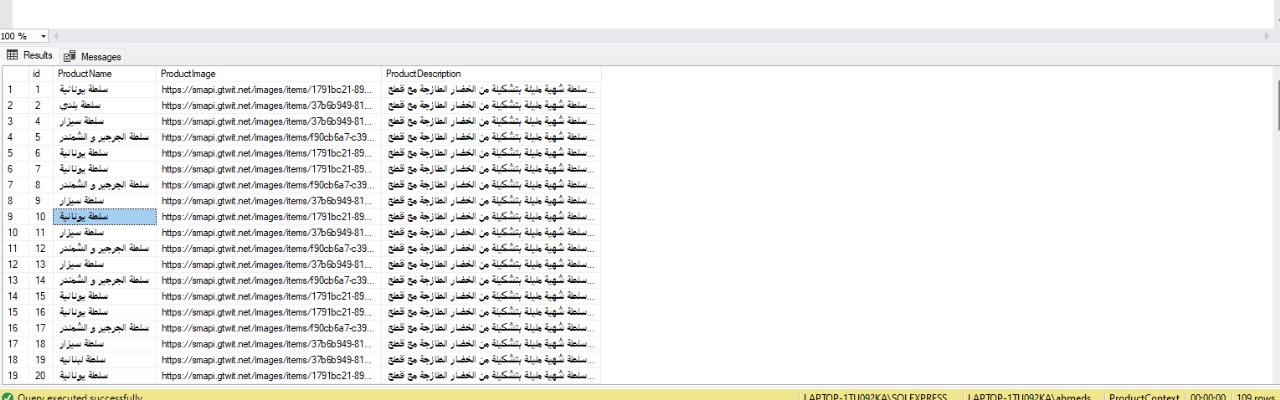 100 %
Results Messages
id ProductName ProductImage ProductDescription
1 1 سلطة يونانية https://smapi.gtwit.net/images/items/1791bc21-89... سلطة شهية مليئة بتشكيلة من الخضار الطازجة مع قطع...
2 2 سلطة بلدي https://smapi.gtwit.net/images/items/37b6b949-81... سلطة شهية مليئة بتشكيلة من الخضار الطازجة مع قطع...
3 4 سلطة سيزار https://smapi.gtwit.net/images/items/37b6b949-81... سلطة شهية مليئة بتشكيلة من الخضار الطازجة مع قطع...
4 5 سلطة الجرجير و الشمندر https://smapi.gtwit.net/images/items/f90cb6a7-c39... سلطة شهية مليئة بتشكيلة من الخضار الطازجة مع قطع...
5 6 سلطة يونانية https://smapi.gtwit.net/images/items/1791bc21-89... سلطة شهية مليئة بتشكيلة من الخضار الطازجة مع قطع...
6 7 سلطة يونانية https://smapi.gtwit.net/images/items/1791bc21-89... سلطة شهية مليئة بتشكيلة من الخضار الطازجة مع قطع...
7 8 سلطة الجرجير و الشمندر https://smapi.gtwit.net/images/items/f90cb6a7-c39... سلطة شهية مليئة بتشكيلة من الخضار الطازجة مع قطع...
8 9 سلطة سيزار https://smapi.gtwit.net/images/items/37b6b949-81... سلطة شهية مليئة بتشكيلة من الخضار الطازجة مع قطع...
9 10 سلطة يونانية https://smapi.gtwit.net/images/items/1791bc21-89... سلطة شهية مليئة بتشكيلة من الخضار الطازجة مع قطع...
10 11 سلطة سيزار https://smapi.gtwit.net/images/items/37b6b949-81... سلطة شهية مليئة بتشكيلة من الخضار الطازجة مع قطع...
11 12 سلطة الجرجير و الشمندر https://smapi.gtwit.net/images/items/f90cb6a7-c39... سلطة شهية مليئة بتشكيلة من الخضار الطازجة مع قطع...
12 13 سلطة سيزار https://smapi.gtwit.net/images/items/37b6b949-81... سلطة شهية مليئة بتشكيلة من الخضار الطازجة مع قطع...
13 14 سلطة الجرجير و الشمندر https://smapi.gtwit.net/images/items/f90cb6a7-c39... سلطة شهية مليئة بتشكيلة من الخضار الطازجة مع قطع...
14 15 سلطة يونانية https://smapi.gtwit.net/images/items/1791bc21-89... سلطة شهية مليئة بتشكيلة من الخضار الطازجة مع قطع...
15 16 سلطة يونانية https://smapi.gtwit.net/images/items/1791bc21-89... سلطة شهية مليئة بتشكيلة من الخضار الطازجة مع قطع...
16 17 سلطة الجرجير و الشمندر https://smapi.gtwit.net/images/items/f90cb6a7-c39... سلطة شهية مليئة بتشكيلة من الخضار الطازجة مع قطع...
17 18 سلطة سيزار https://smapi.gtwit.net/images/items/37b6b949-81... سلطة شهية مليئة بتشكيلة من الخضار الطازجة مع قطع...
18 19 سلطة لبنانيه https://smapi.gtwit.net/images/items/37b6b949-81... سلطة شهية مليئة بتشكيلة من الخضار الطازجة مع قطع...
19 20 سلطة يونانية https://smapi.gtwit.net/images/items/1791bc21-89... سلطة شهية مليئة بتشكيلة من الخضار الطازجة مع قطع...
Query executed successfully LAPTOP-1TU092KA\SQLEXPRESS LAPTOP-1TU092KA\ahmeds ProductContext 00:00:00 109 rows